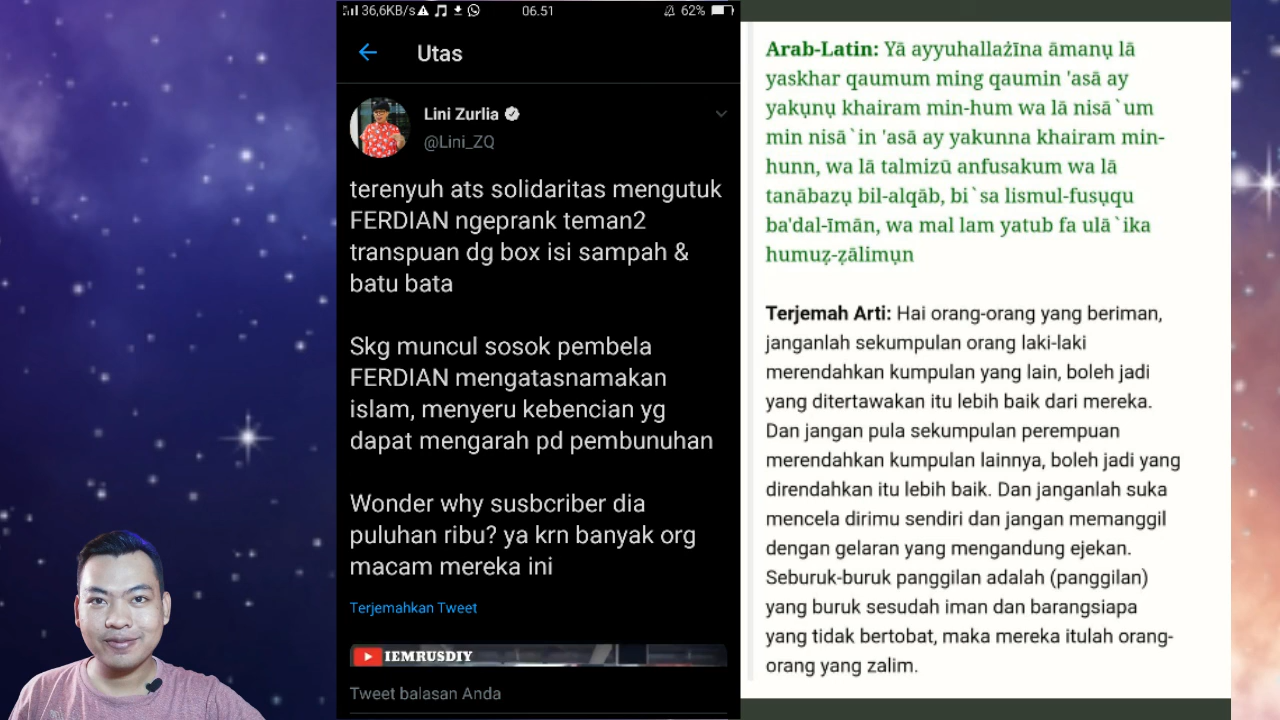 36,6KB/s
06.51
62%
Utas
Lini Zurlia
@Lini_ZQ
terenyuh ats solidaritas mengutuk
FERDIAN ngeprank teman2
transpuan dg box isi sampah &
batu bata
Skg muncul sosok pembela
FERDIAN mengatasnamakan
islam, menyeru kebencian yg
dapat mengarah pd pembunuhan
Wonder why susbcriber dia
puluhan ribu? ya krn banyak org
macam mereka ini
Terjemahkan Tweet
IEMRUSDIY
Tweet balasan Anda
Arab-Latin: Yā ayyuhallażīna āmanụ lā
yaskhar qaumum ming qaumin 'asā ay
yakụnụ khairam min-hum wa lā nisā`um
min nisā`in 'asā ay yakunna khairam min-
hunn, wa lā talmizū anfusakum wa lā
tanābazụ bil-alqāb, bi`sa lismul-fusụqu
ba'dal-īmān, wa mal lam yatub fa ulā`ika
humuẓ-ẓālimụn
Terjemah Arti: Hai orang-orang yang beriman,
janganlah sekumpulan orang laki-laki
merendahkan kumpulan yang lain, boleh jadi
yang ditertawakan itu lebih baik dari mereka.
Dan jangan pula sekumpulan perempuan
merendahkan kumpulan lainnya, boleh jadi yang
direndahkan itu lebih baik. Dan janganlah suka
mencela dirimu sendiri dan jangan memanggil
dengan gelaran yang mengandung ejekan.
Seburuk-buruk panggilan adalah (panggilan)
yang buruk sesudah iman dan barangsiapa
yang tidak bertobat, maka mereka itulah orang-
orang yang zalim.